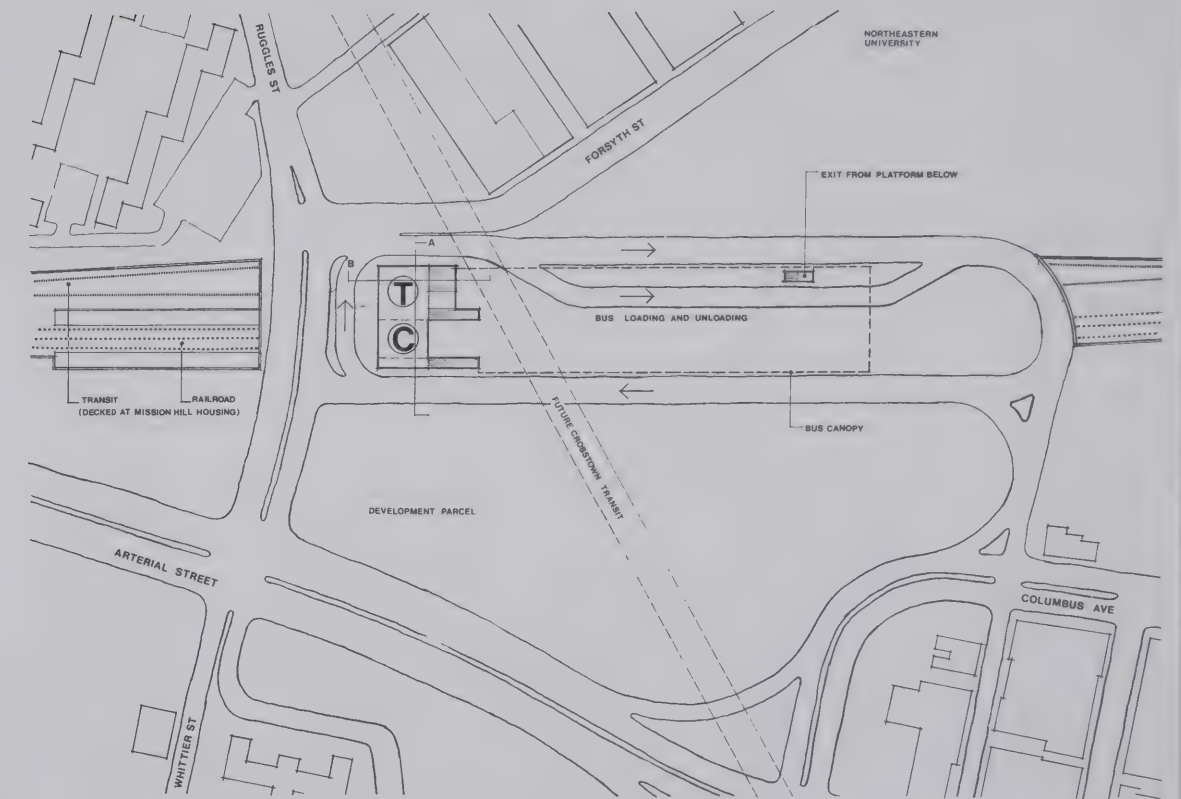 RUGGLES ST
NORTHEASTERN
UNIVERSITY
FORSYTH ST
EXIT FROM PLATFORM BELOW
A
B
T
BUS LOADING AND UNLOADING
C
TRANSIT
RAILROAD
(DECKED AT MISSION HILL HOUSING)
BUS CANOPY
FUTURE CROSSTOWN TRANSIT
DEVELOPMENT PARCEL
ARTERIAL STREET
COLUMBUS AVE
WHITTIER ST